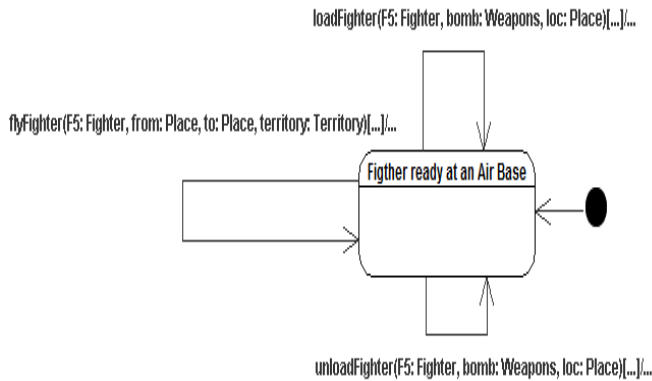 loadFighter(F5: Fighter, bomb: Weapons, loc: Place)[...]/...
flyFighter(F5: Fighter, from: Place, to: Place, territory: Territory)[...]/...
Figther ready at an Air Base
unloadFighter(F5: Fighter, bomb: Weapons, loc: Place)[...]/...